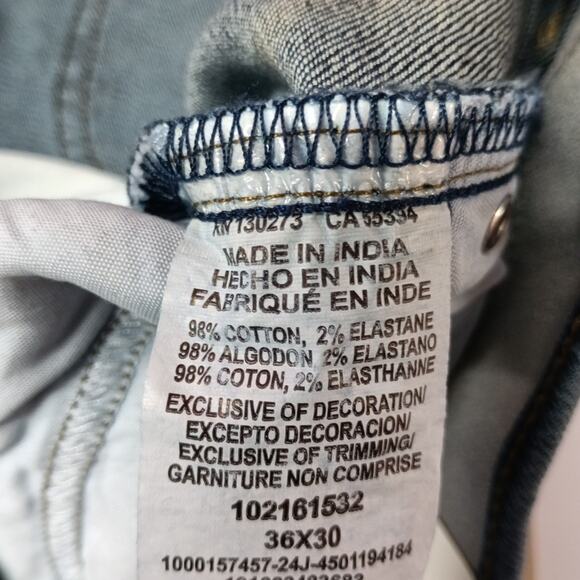 RN 130273 CA 55394
MADE IN INDIA
HECHO EN INDIA
FABRIQUÉ EN INDE
98% COTTON, 2% ELASTANE
98% ALGODON, 2% ELASTANO
98% COTON, 2% ELASTHANNE
EXCLUSIVE OF DECORATION/
EXCEPTO DECORACION/
EXCLUSIVE OF TRIMMING/
GARNITURE NON COMPRISE
102161532
36X30
1000157457-24J-4501194184